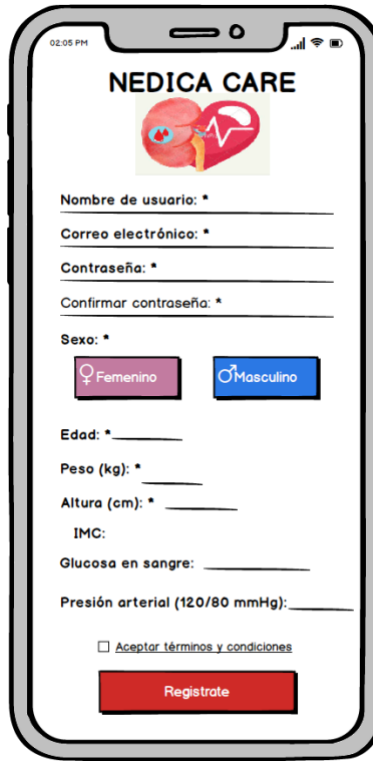 02:05 PM
NEDICA CARE
Nombre de usuario: *
Correo electrónico: *
Contraseña: *
Confirmar contraseña: *
Sexo: *
Femenino Masculino
Edad: *
Peso (kg): *
Altura (cm): *
IMC:
Glucosa en sangre:
Presión arterial (120/80 mmHg):
Aceptar términos y condiciones
Registrate